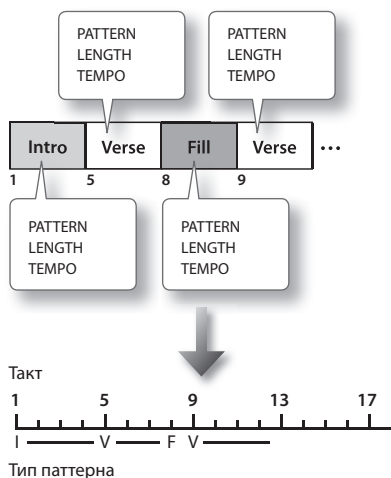 PATTERN
LENGTH
TEMPO
PATTERN
LENGTH
TEMPO
Intro Verse Fill Verse ...
1 5 8 9
PATTERN
LENGTH
TEMPO
PATTERN
LENGTH
TEMPO
Такт
1 5 9 13 17
I V F V
Тип паттерна